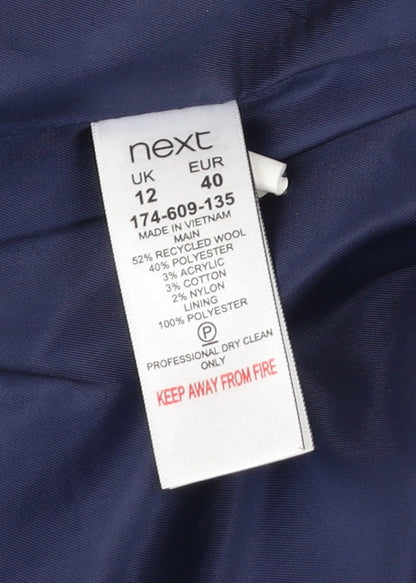 next
UK EUR
12 40
174-609-135
MADE IN VIETNAM
MAIN
52% RECYCLED WOOL
40% POLYESTER
3% ACRYLIC
3% COTTON
2% NYLON
LINING
100% POLYESTER
P
PROFESSIONAL DRY CLEAN
ONLY
KEEP AWAY FROM FIRE